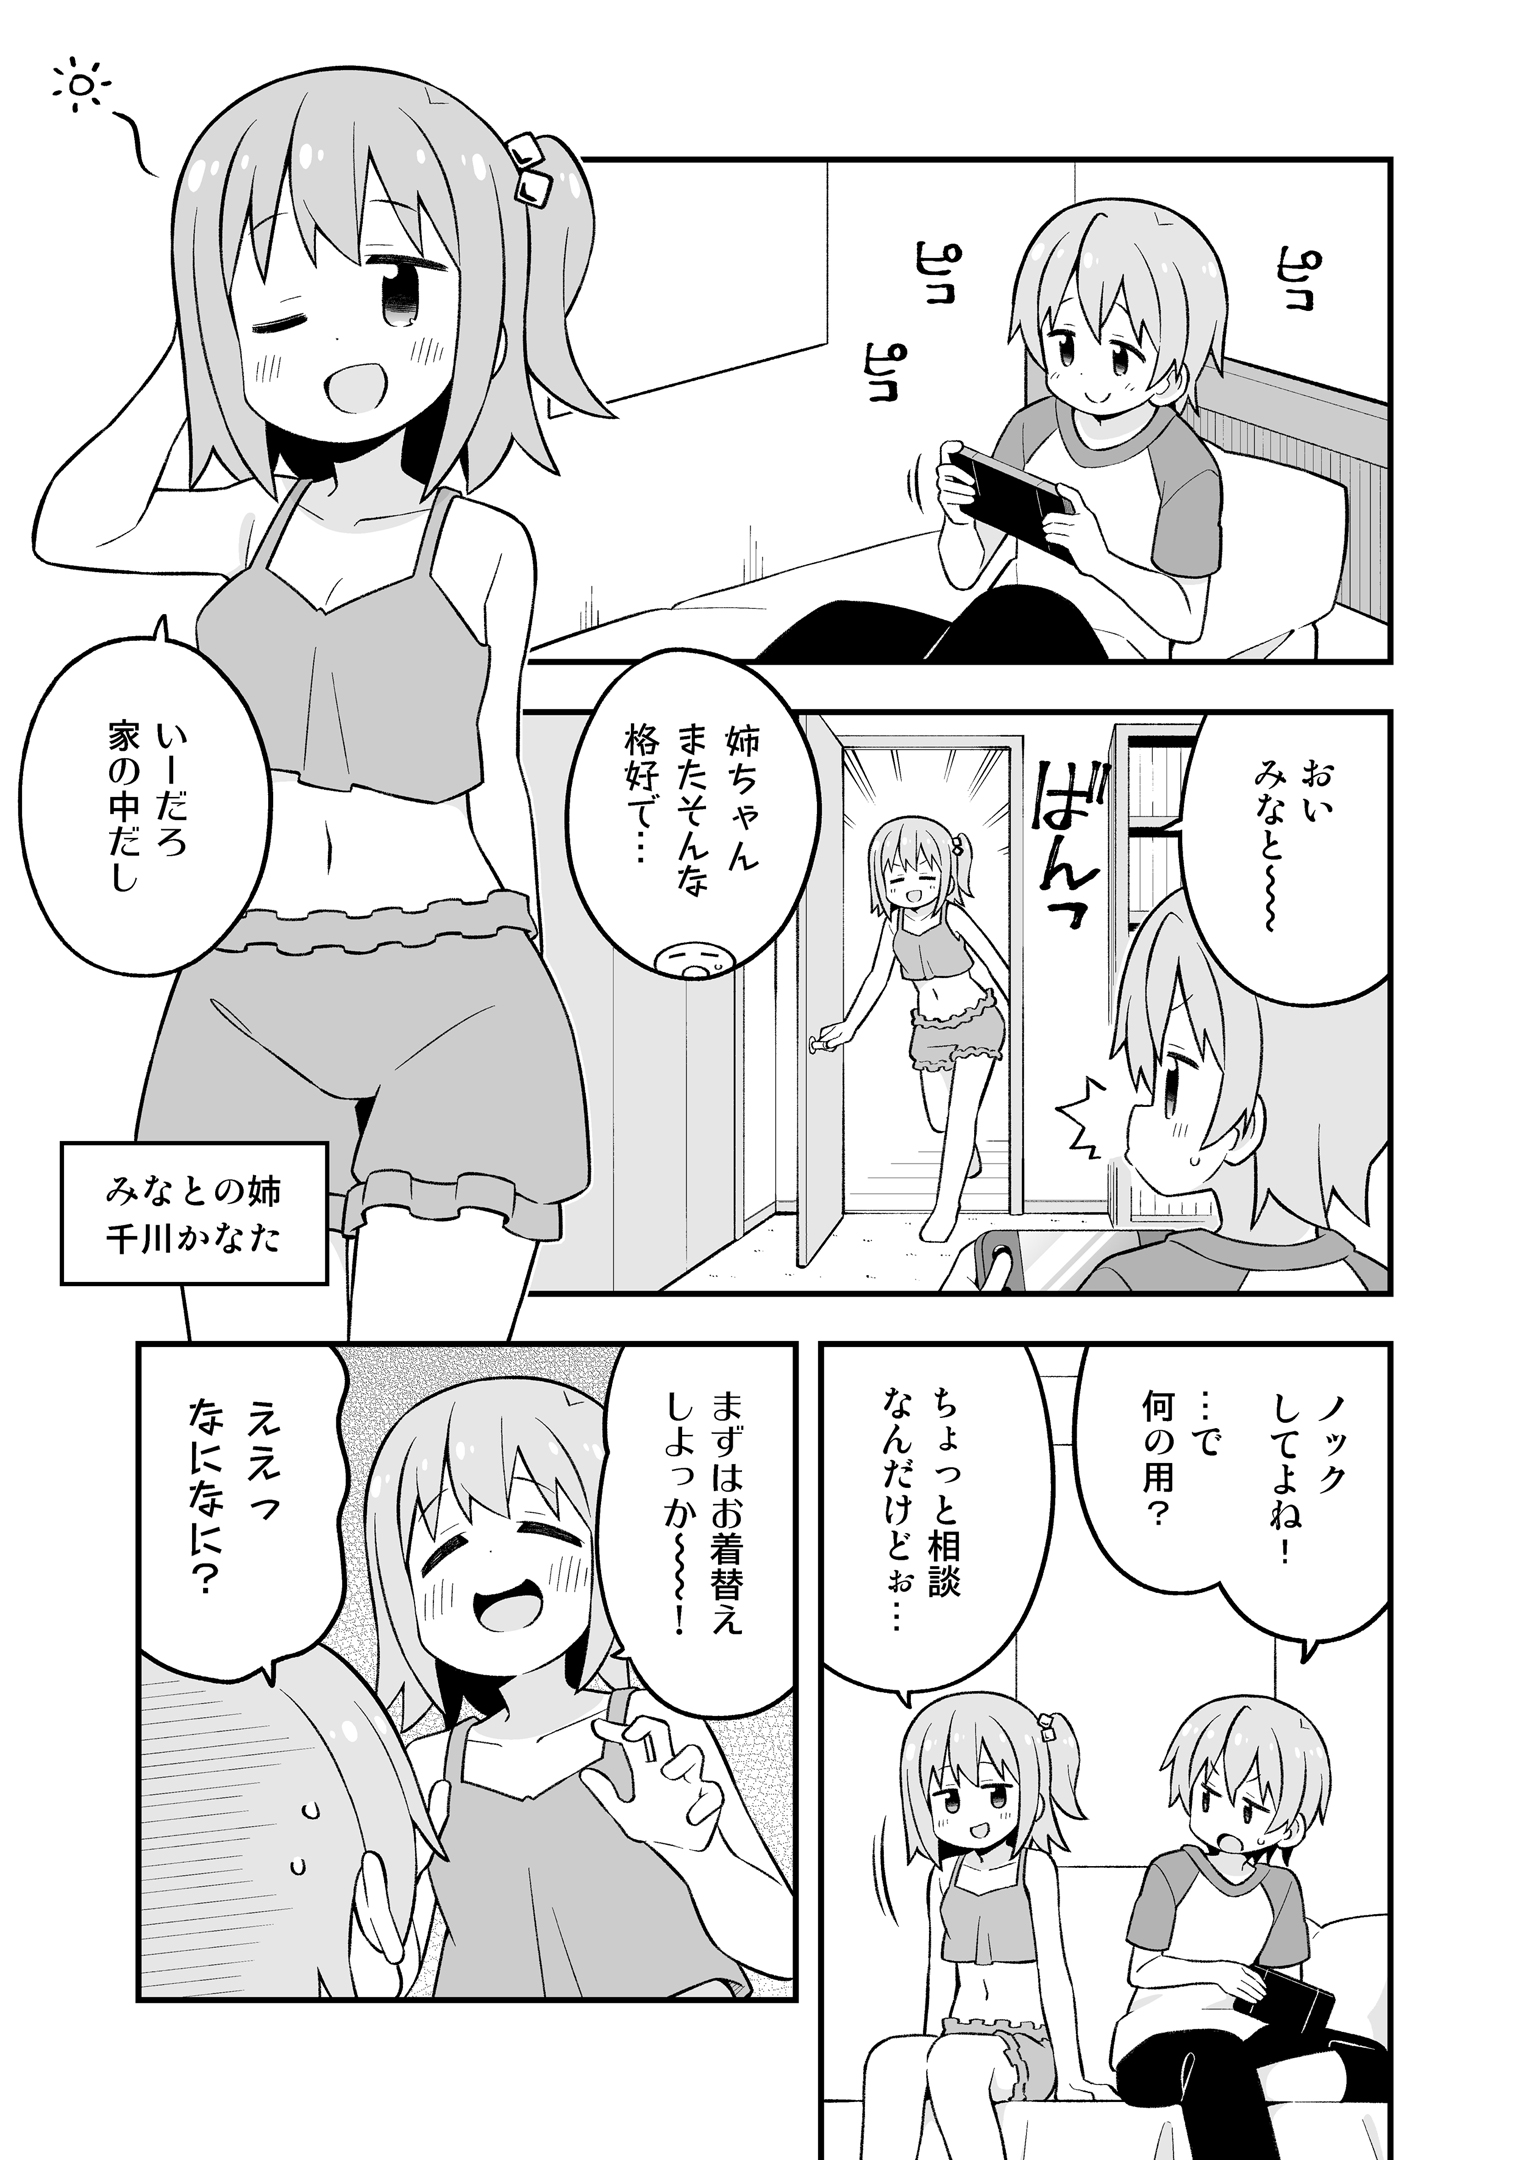 ピコ
ピコ
ピコ
おい
みなと〜〜〜
ばんっ
姉ちゃん
またそんな
格好で…
いーだろ
家の中だし
みなとの姉
千川かなた
ノック
してよね！
…で
何の用？
ちょっと相談
なんだけどぉ…
まずはお着替え
しよっか〜〜〜！
ええっ
なになに？